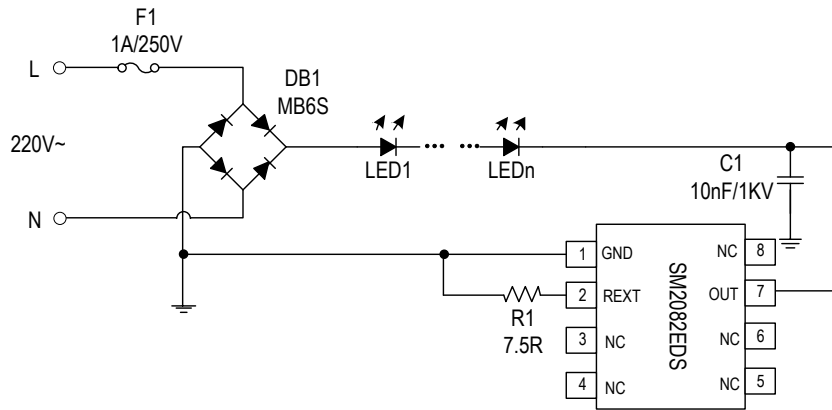 F1
1A/250V
L
DB1
MB6S
220V~
LED1
LEDn
C1
10nF/1KV
N
1 GND
NC 8
2 REXT
OUT 7
3 NC
NC 6
4 NC
NC 5
SM2082EDS
R1
7.5R